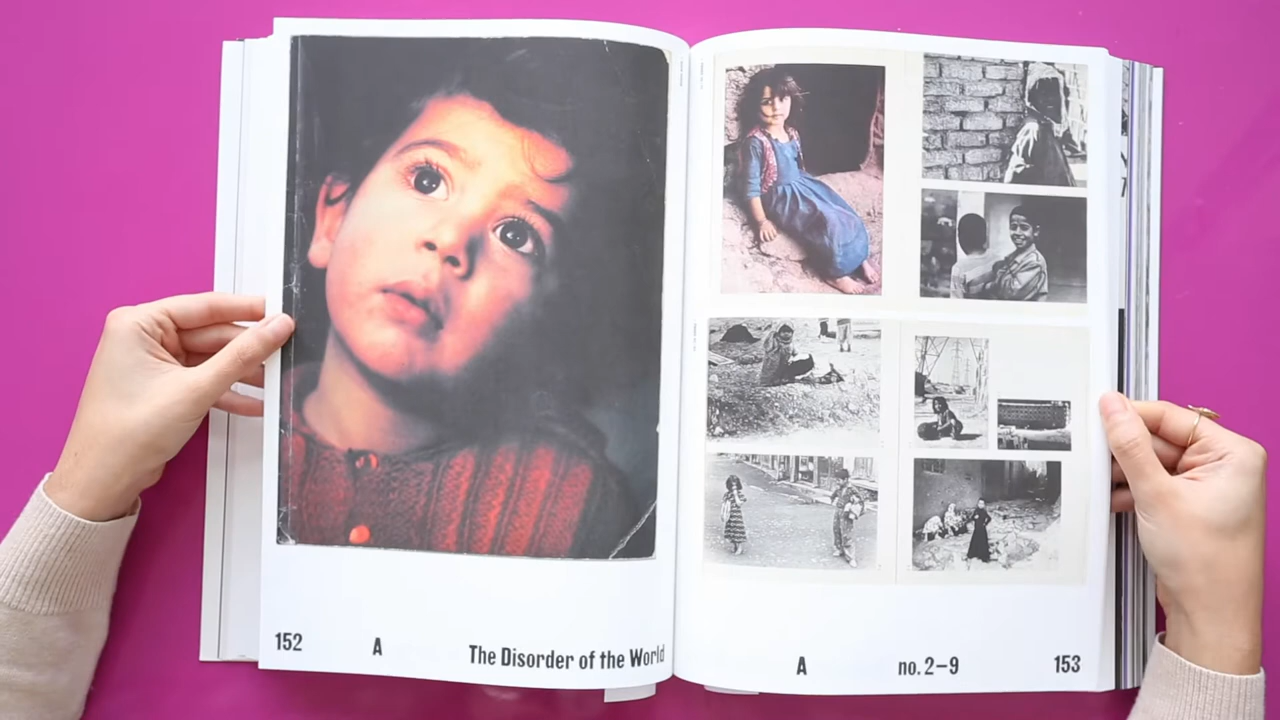 152 A The Disorder of the World
A no. 2–9 153